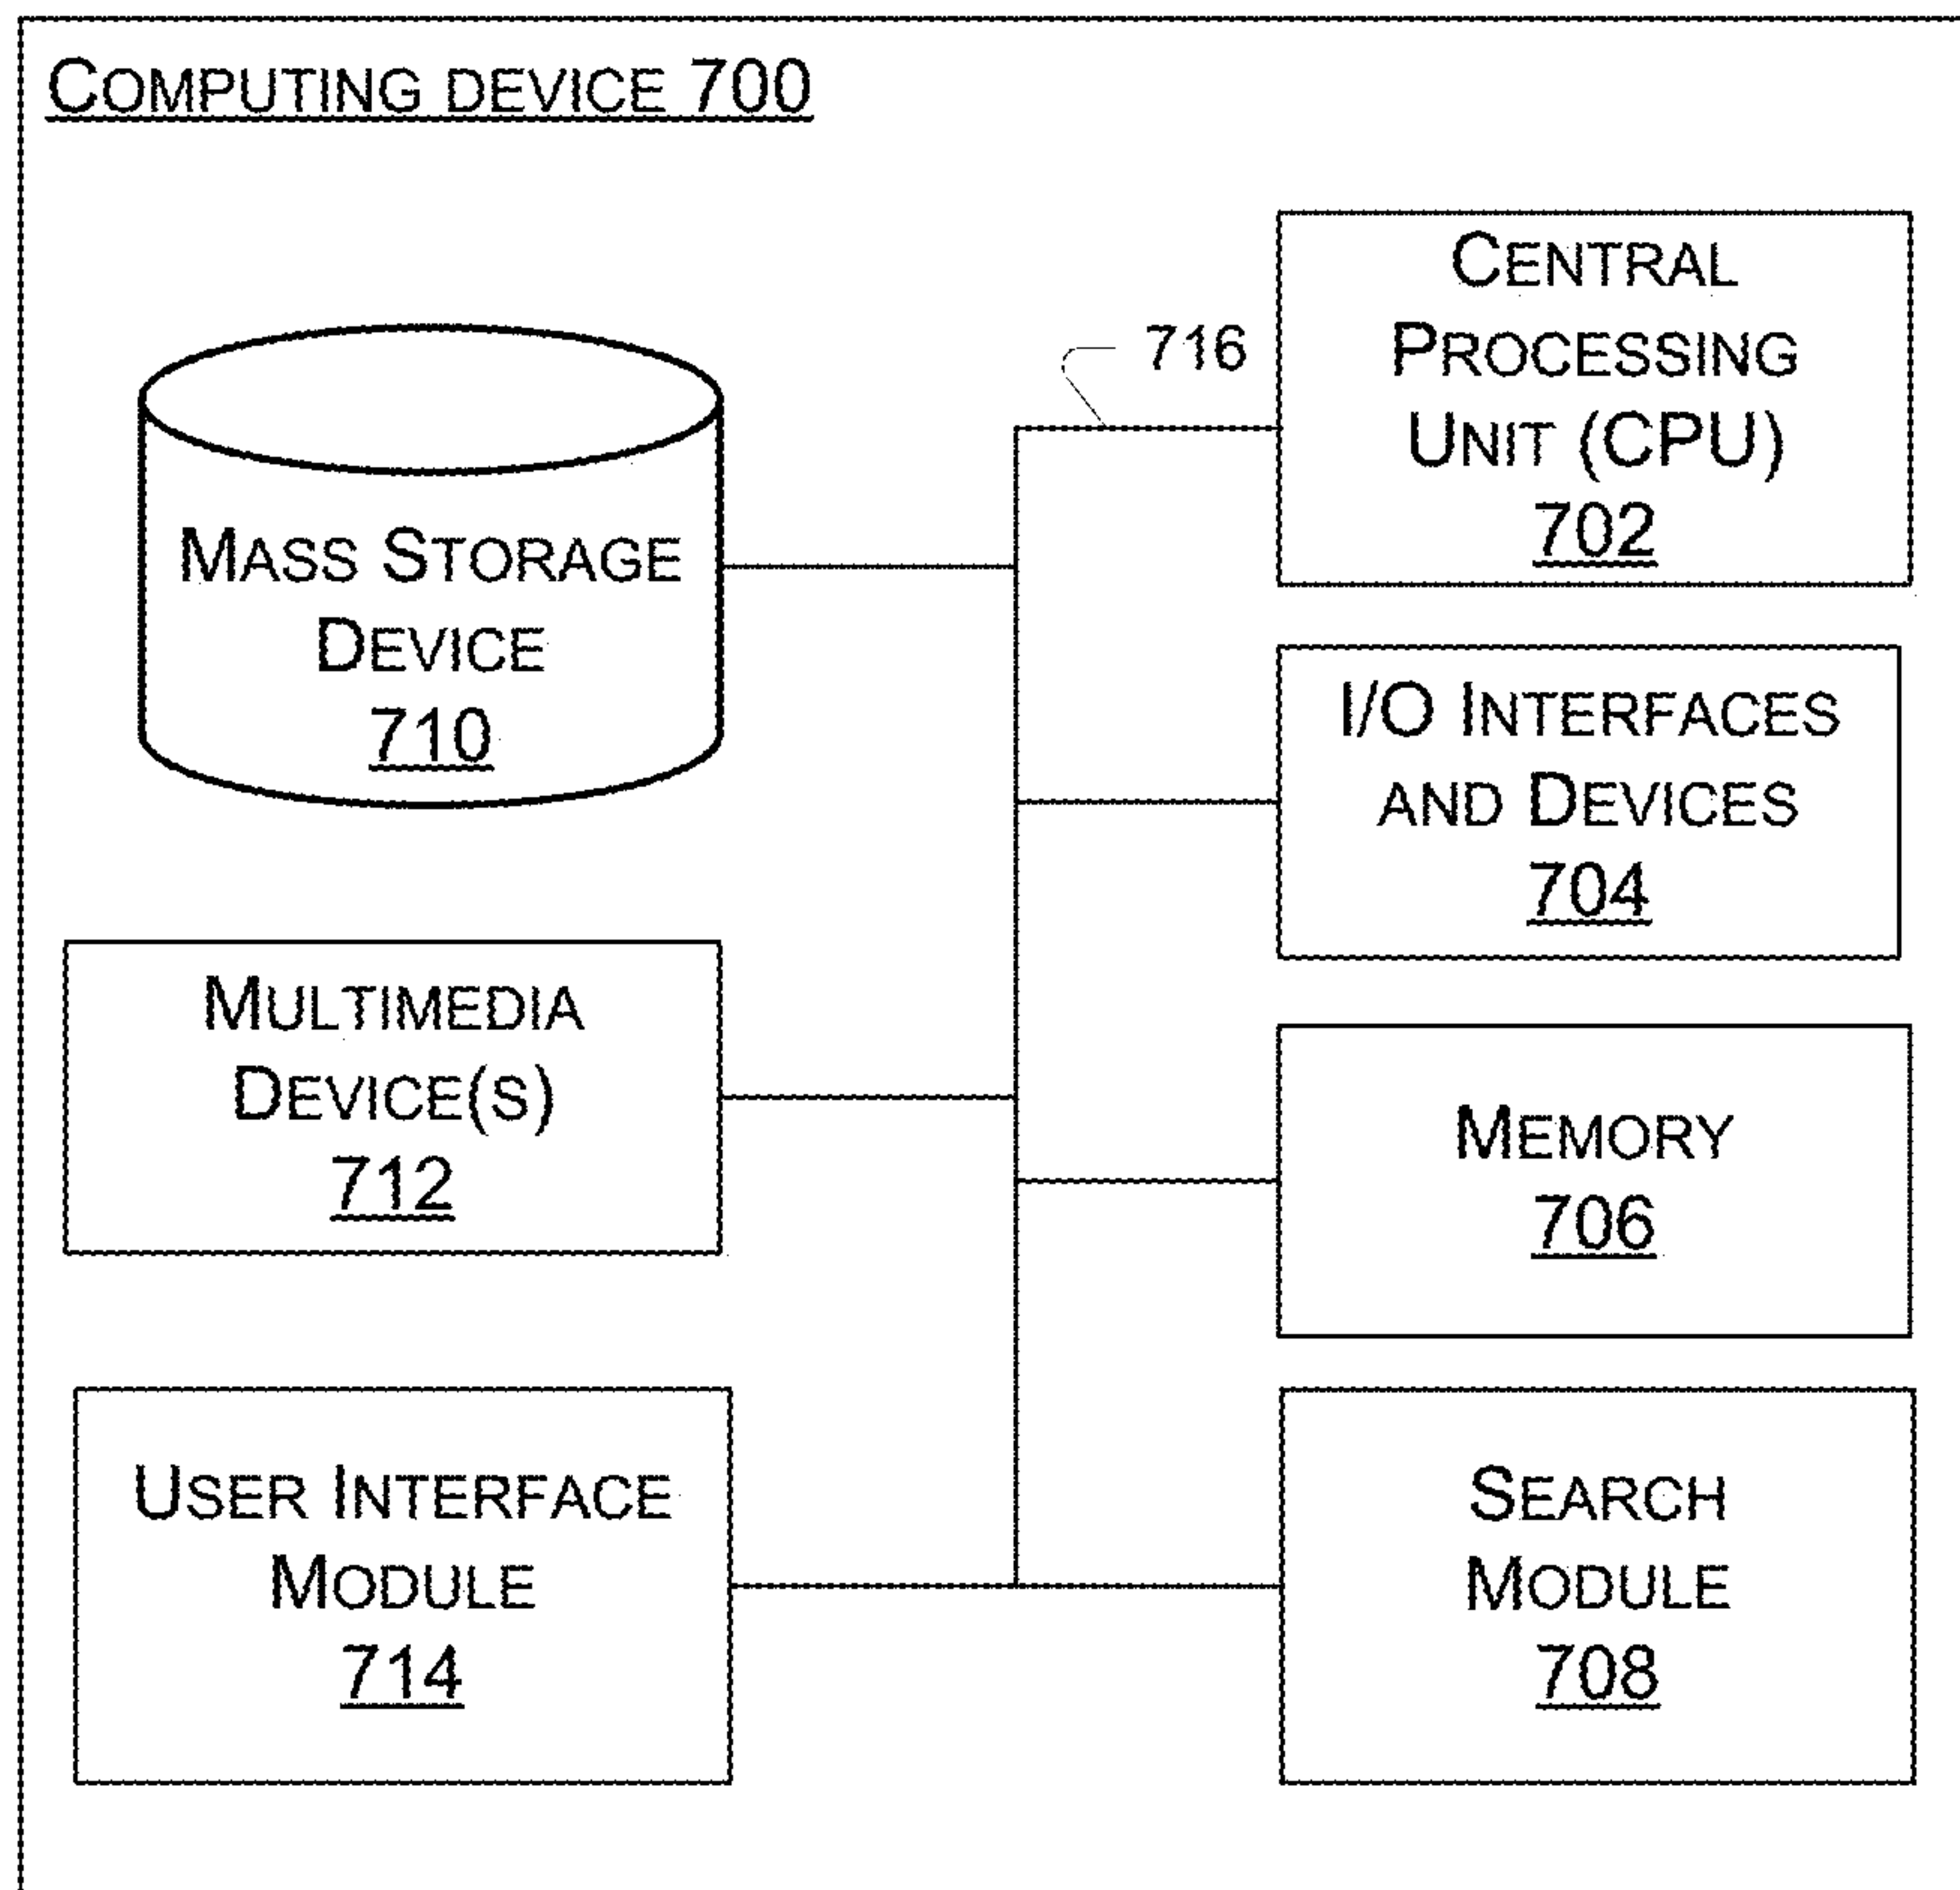 COMPUTING DEVICE 700
CENTRAL
PROCESSING
UNIT (CPU)
702
716
MASS STORAGE
DEVICE
710
I/O INTERFACES
AND DEVICES
704
MULTIMEDIA
DEVICE(S)
712
MEMORY
706
USER INTERFACE
MODULE
714
SEARCH
MODULE
708